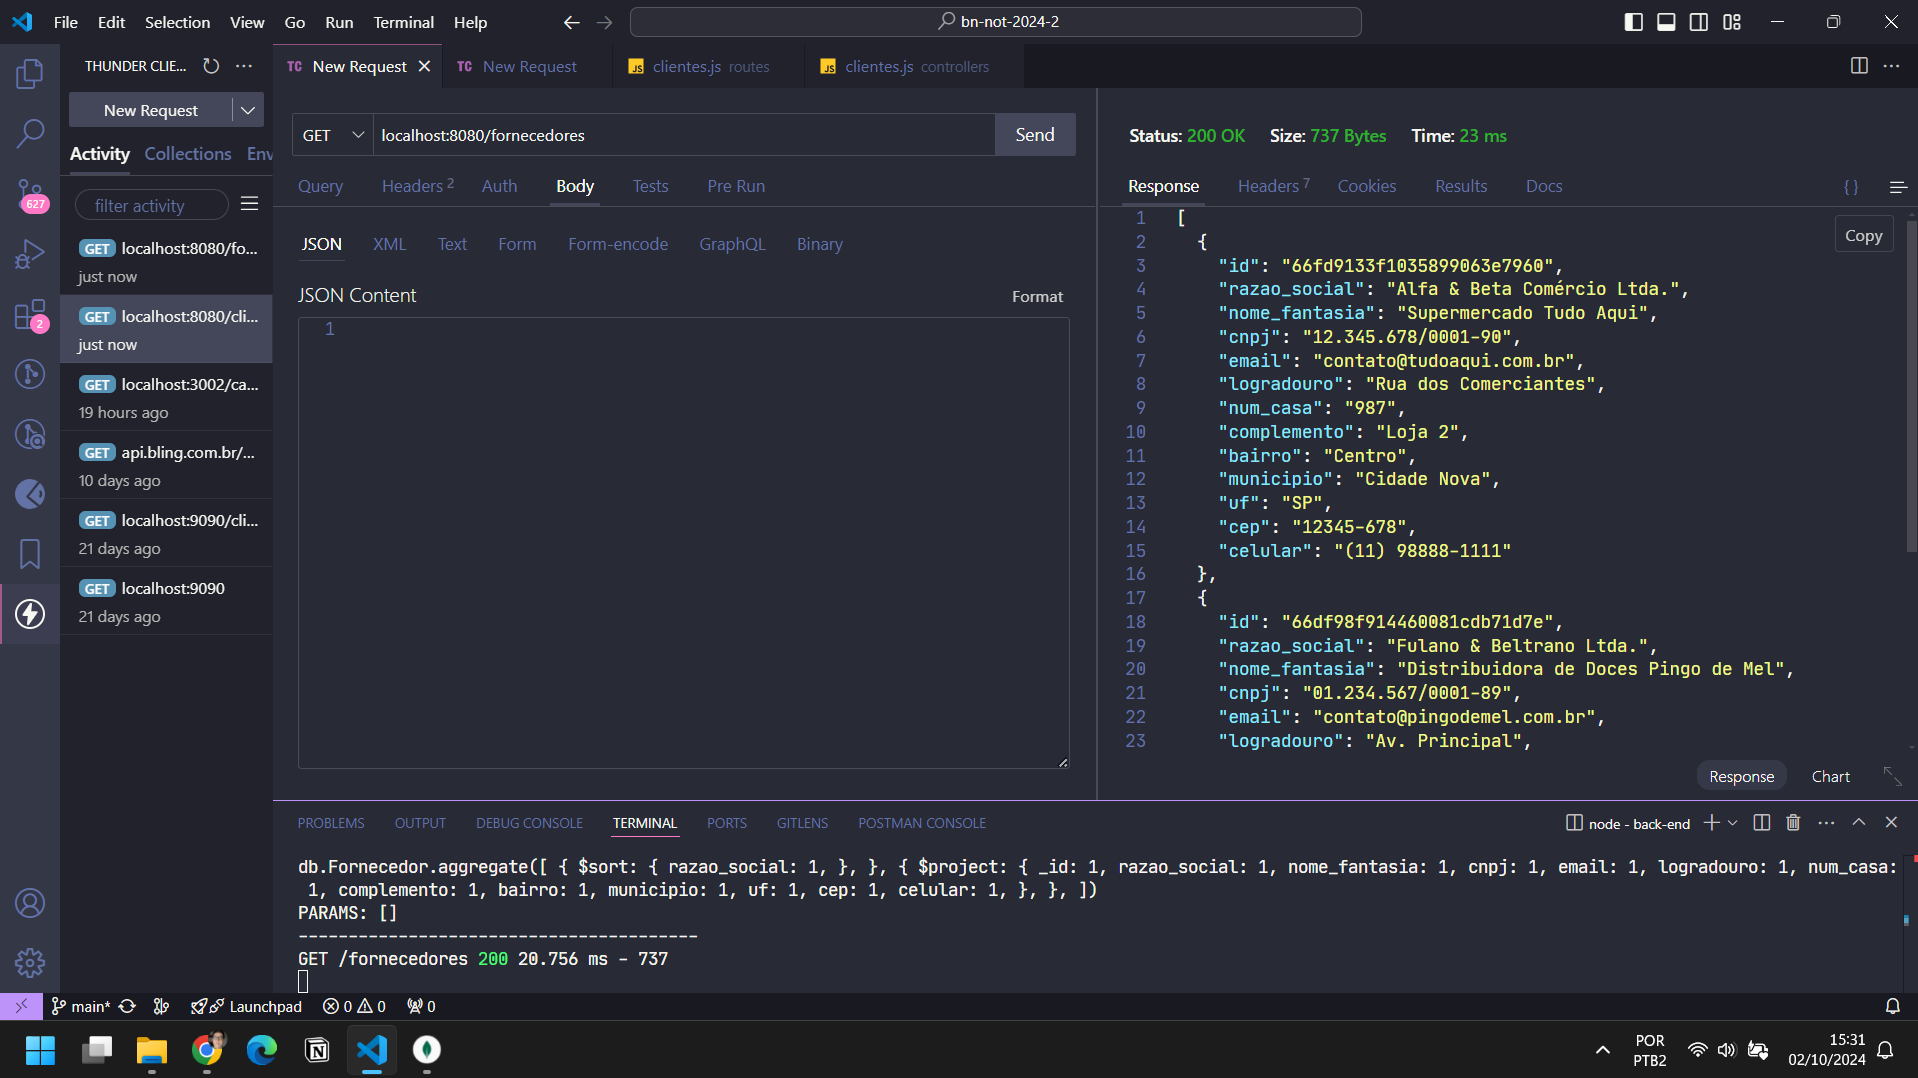 File Edit Selection View Go Run Terminal Help
bn-not-2024-2
THUNDER CLIE...
New Request
Activity Collections Env
filter activity
GET localhost:8080/fo...
just now
GET localhost:8080/cli...
just now
GET localhost:3002/ca...
19 hours ago
GET api.bling.com.br/...
10 days ago
GET localhost:9090/cli...
21 days ago
GET localhost:9090
21 days ago
627
2
TC New Request
TC New Request
JS clientes.js routes
JS clientes.js controllers
GET localhost:8080/fornecedores Send
Query Headers 2 Auth Body Tests Pre Run
JSON XML Text Form Form-encode GraphQL Binary
JSON Content Format
1
Status: 200 OK Size: 737 Bytes Time: 23 ms
Response Headers 7 Cookies Results Docs { }
Copy
1 [
2 {
3 "id": "66fd9133f1035899063e7960",
4 "razao_social": "Alfa & Beta Comércio Ltda.",
5 "nome_fantasia": "Supermercado Tudo Aqui",
6 "cnpj": "12.345.678/0001-90",
7 "email": "contato@tudoaqui.com.br",
8 "logradouro": "Rua dos Comerciantes",
9 "num_casa": "987",
10 "complemento": "Loja 2",
11 "bairro": "Centro",
12 "municipio": "Cidade Nova",
13 "uf": "SP",
14 "cep": "12345-678",
15 "celular": "(11) 98888-1111"
16 },
17 {
18 "id": "66df98f914460081cdb71d7e",
19 "razao_social": "Fulano & Beltrano Ltda.",
20 "nome_fantasia": "Distribuidora de Doces Pingo de Mel",
21 "cnpj": "01.234.567/0001-89",
22 "email": "contato@pingodemel.com.br",
23 "logradouro": "Av. Principal",
Response Chart
PROBLEMS OUTPUT DEBUG CONSOLE TERMINAL PORTS GITLENS POSTMAN CONSOLE
node - back-end
db.Fornecedor.aggregate([ { $sort: { razao_social: 1, }, }, { $project: { _id: 1, razao_social: 1, nome_fantasia: 1, cnpj: 1, email: 1, logradouro: 1, num_casa:
1, complemento: 1, bairro: 1, municipio: 1, uf: 1, cep: 1, celular: 1, }, }, ])
PARAMS: []
----------------------------------------
GET /fornecedores 200 20.756 ms - 737
main* Launchpad 0 0 0
POR
PTB2
15:31
02/10/2024